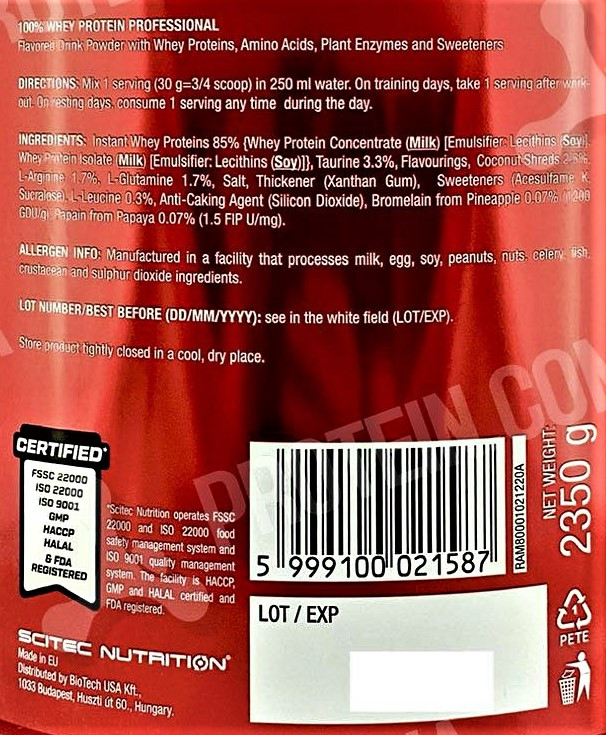 100% WHEY PROTEIN PROFESSIONAL
Flavored Drink Powder with Whey Proteins, Amino Acids, Plant Enzymes and Sweeteners
DIRECTIONS: Mix 1 serving (30 g=3/4 scoop) in 250 ml water. On training days, take 1 serving after work-
out. On resting days, consume 1 serving any time during the day.
INGREDIENTS: Instant Whey Proteins 85% {Whey Protein Concentrate (Milk) [Emulsifier: Lecithins (Soy)],
Whey Protein Isolate (Milk) [Emulsifier: Lecithins (Soy)]}, Taurine 3.3%, Flavourings, Coconut Shreds
L-Arginine 1.7%, L-Glutamine 1.7%, Salt, Thickener (Xanthan Gum), Sweeteners (Acesulfame K,
Sucralose), L-Leucine 0.3%, Anti-Caking Agent (Silicon Dioxide), Bromelain from Pineapple 0.07% (1200
GDU/g), Papain from Papaya 0.07% (1.5 FIP U/mg).
ALLERGEN INFO: Manufactured in a facility that processes milk, egg, soy, peanuts, nuts, celery, fish,
crustacean and sulphur dioxide ingredients.
LOT NUMBER/BEST BEFORE (DD/MM/YYYY): see in the white field (LOT/EXP).
Store product tightly closed in a cool, dry place.
CERTIFIED*
FSSC 22000
ISO 22000
ISO 9001
GMP
HACCP
HALAL
& FDA
REGISTERED
*Scitec Nutrition operates FSSC
22000 and ISO 22000 food
safety management system and
ISO 9001 quality management
system. The facility is HACCP,
GMP and HALAL certified and
FDA registered.
5 999100 021587
RAM80001021220A
NET WEIGHT:
2350 g
LOT / EXP
PETE
SCITEC NUTRITION®
Made in EU
Distributed by BioTech USA Kft.,
1033 Budapest, Huszti út 60., Hungary.
PROTEIN.COM